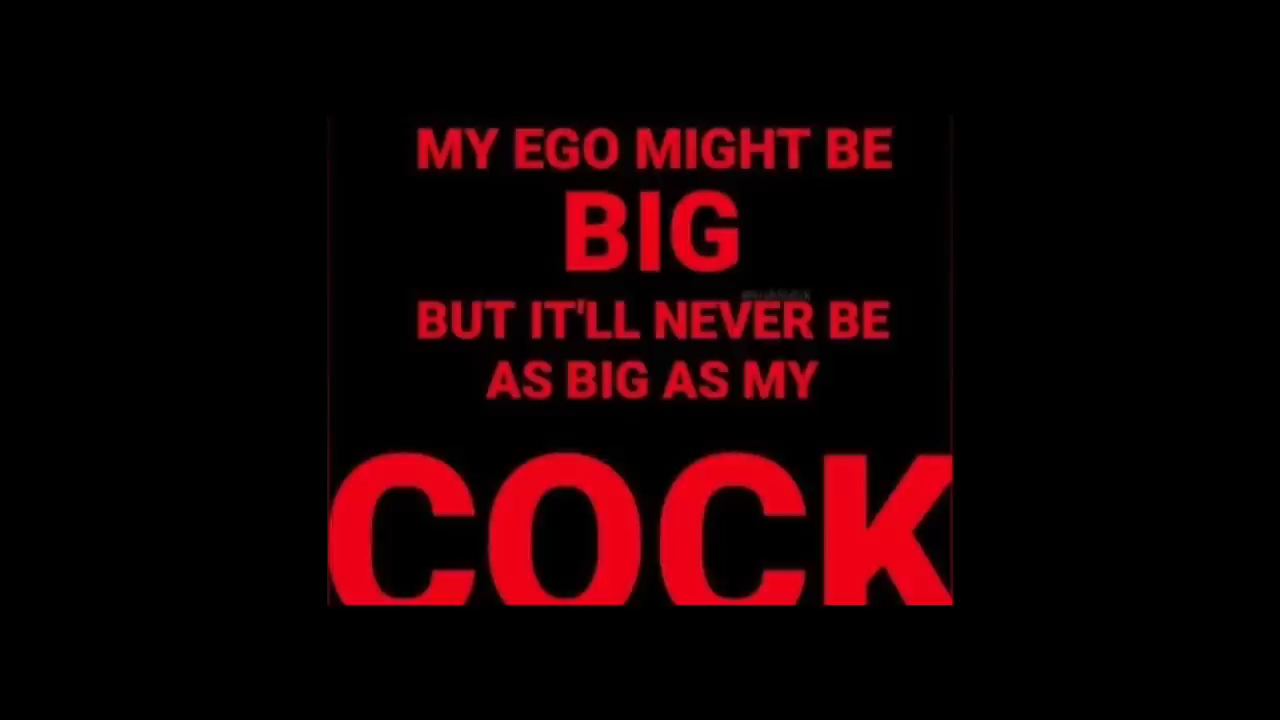 MY EGO MIGHT BE
BIG
BUT IT'LL NEVER BE
AS BIG AS MY
COCK